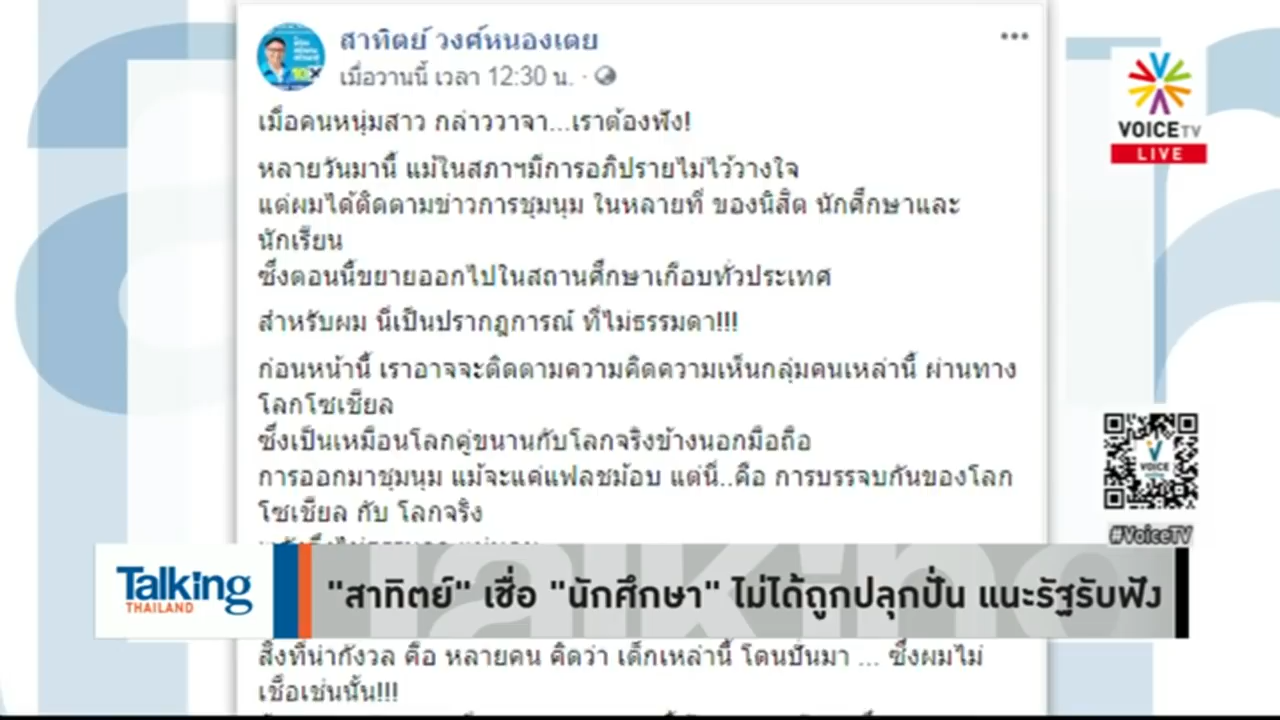 สาทิตย์ วงศ์หนองเตย
เมื่อวานนี้ เวลา 12:30 น. ·
เมื่อคนหนุ่มสาว กล่าววาจา...เราต้องฟัง!
หลายวันมานี้ แม้ในสภาฯมีการอภิปรายไม่ไว้วางใจ
แต่ผมได้ติดตามข่าวการชุมนุม ในหลายที่ ของนิสิต นักศึกษาและ
นักเรียน
ซึ่งตอนนี้ขยายออกไปในสถานศึกษาเกือบทั่วประเทศ
สำหรับผม นี่เป็นปรากฏการณ์ ที่ไม่ธรรมดา!!!
ก่อนหน้านี้ เราอาจจะติดตามความคิดความเห็นกลุ่มคนเหล่านี้ ผ่านทาง
โลกโซเชียล
ซึ่งเป็นเหมือนโลกคู่ขนานกับโลกจริงข้างนอกมือถือ
การออกมาชุมนุม แม้จะแค่แฟลชม้อบ แต่นี่..คือ การบรรจบกันของโลก
โซเชียล กับ โลกจริง
สิ่งที่น่ากังวล คือ หลายคน คิดว่า เด็กเหล่านี้ โดนปั่นมา ... ซึ่งผมไม่
เชื่อเช่นนั้น!!!
VOICE TV
LIVE
VOICE
#VoiceTV
Talking
THAILAND
"สาทิตย์" เชื่อ "นักศึกษา" ไม่ได้ถูกปลุกปั่น แนะรัฐรับฟัง